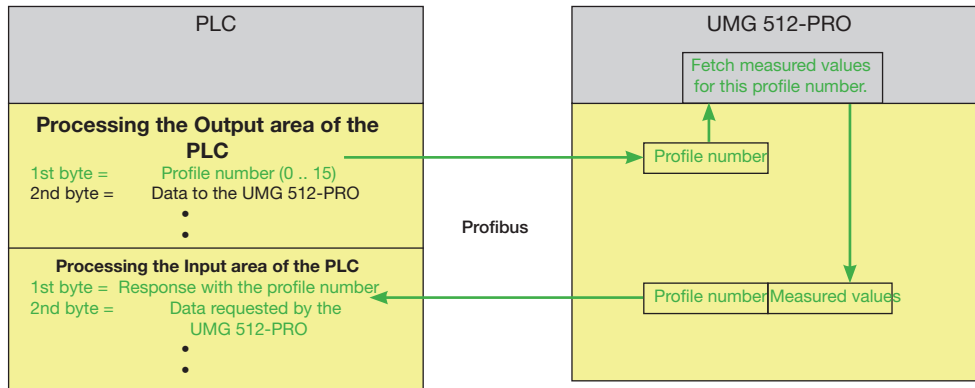 PLC
Processing the Output area of the
PLC
1st byte = Profile number (0 .. 15)
2nd byte = Data to the UMG 512-PRO
•
•
Processing the Input area of the PLC
1st byte = Response with the profile number
2nd byte = Data requested by the
UMG 512-PRO
•
•
Profibus
UMG 512-PRO
Fetch measured values
for this profile number.
Profile number
Profile number Measured values